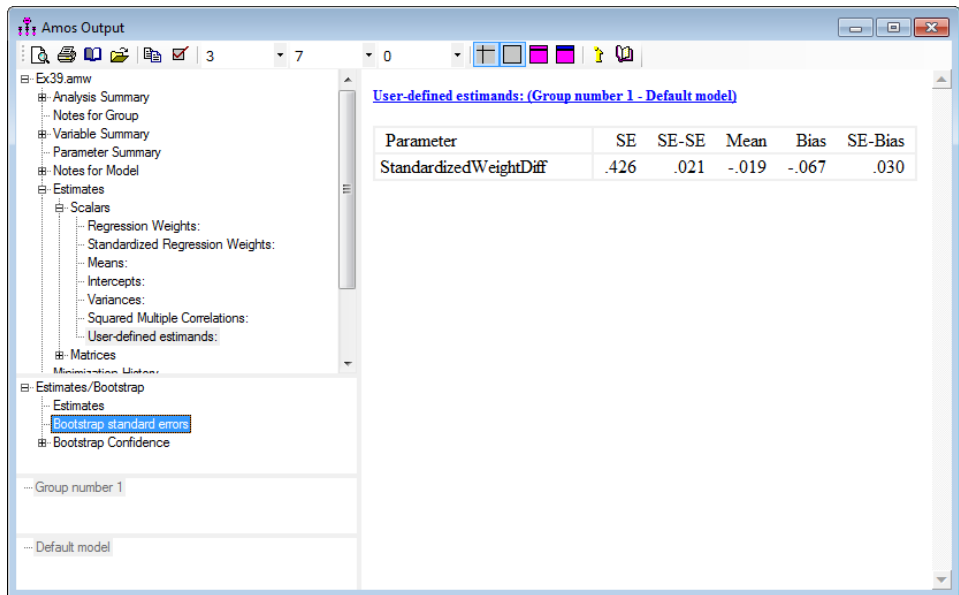 Amos Output
3 7 0
Ex39.amw
Analysis Summary
Notes for Group
Variable Summary
Parameter Summary
Notes for Model
Estimates
Scalars
Regression Weights:
Standardized Regression Weights:
Means:
Intercepts:
Variances:
Squared Multiple Correlations:
User-defined estimands:
Matrices
Minimization History
Estimates/Bootstrap
Estimates
Bootstrap standard errors
Bootstrap Confidence
Group number 1
Default model
User-defined estimands: (Group number 1 - Default model)
Parameter SE SE-SE Mean Bias SE-Bias
StandardizedWeightDiff .426 .021 -.019 -.067 .030